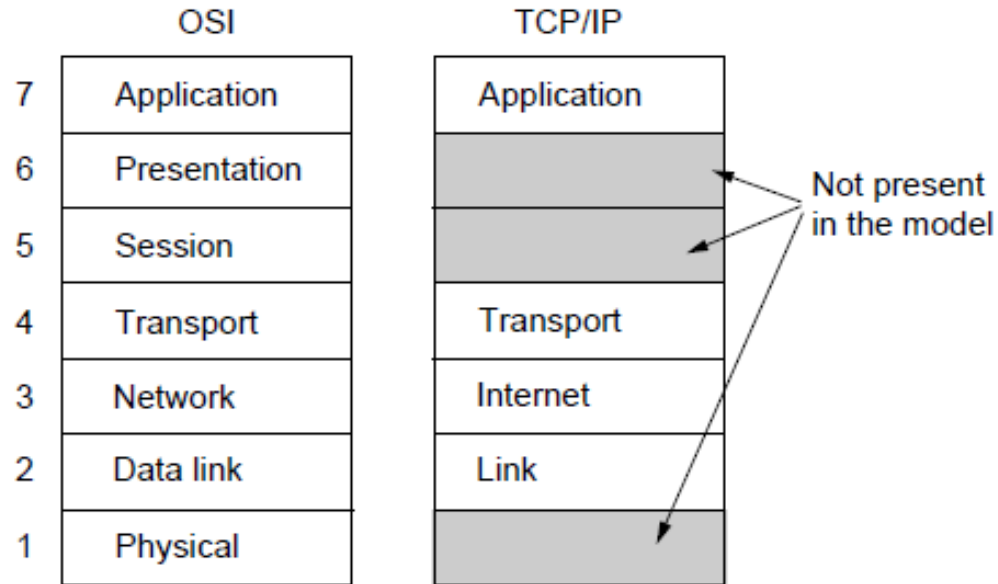 OSI TCP/IP
7 Application Application
6 Presentation
Not present
in the model
5 Session
4 Transport Transport
3 Network Internet
2 Data link Link
1 Physical